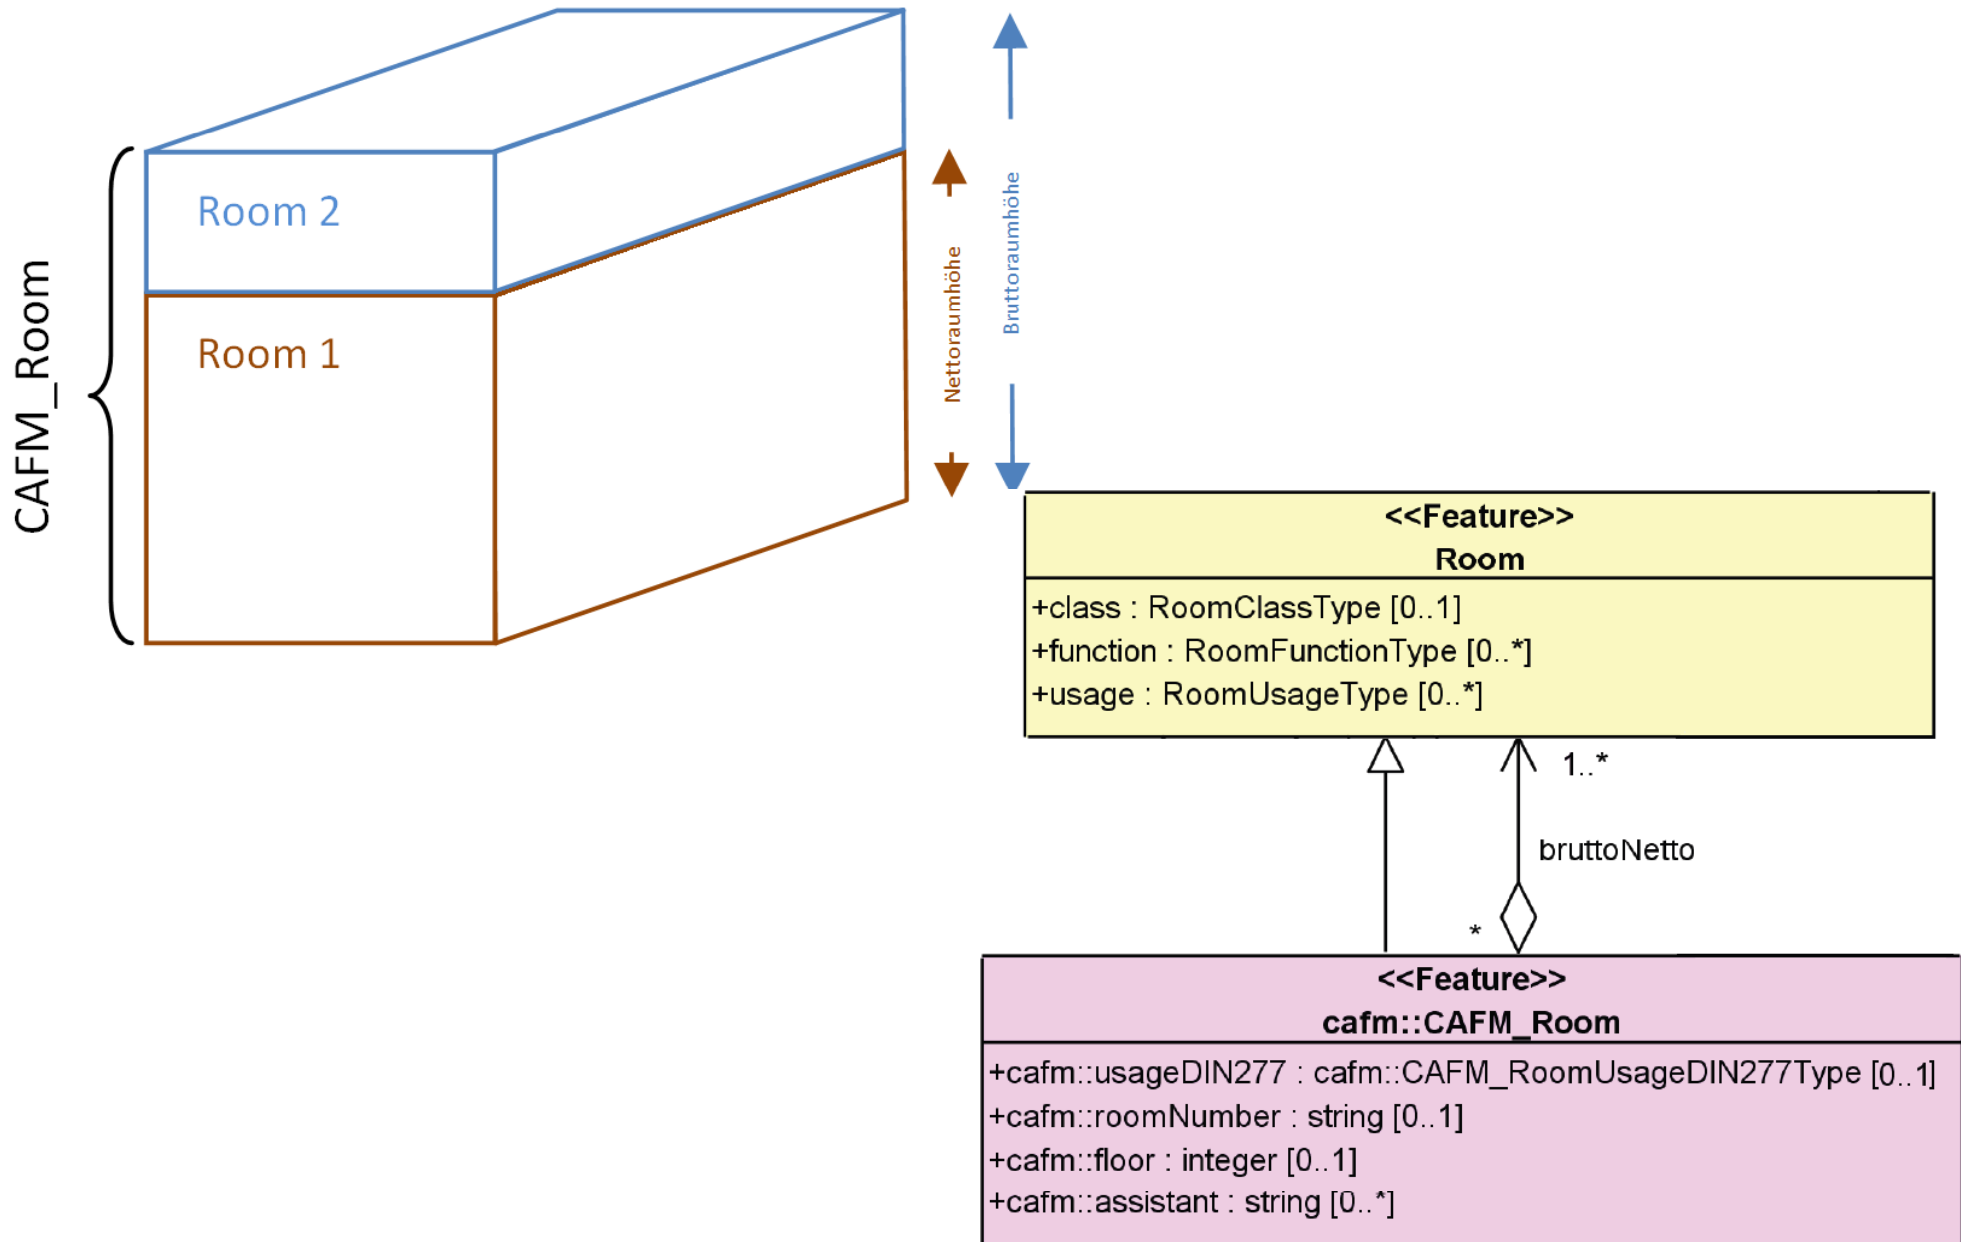 CAFM_Room
Room 2
Room 1
Nettoraumhöhe
Bruttoraumhöhe
<<Feature>>
Room
+class : RoomClassType [0..1]
+function : RoomFunctionType [0..*]
+usage : RoomUsageType [0..*]
1..*
bruttoNetto
*
<<Feature>>
cafm::CAFM_Room
+cafm::usageDIN277 : cafm::CAFM_RoomUsageDIN277Type [0..1]
+cafm::roomNumber : string [0..1]
+cafm::floor : integer [0..1]
+cafm::assistant : string [0..*]